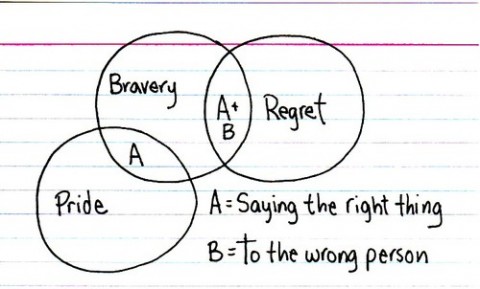 Bravery
A+
B
Regret
A
Pride
A=Saying the right thing
B=To the wrong person